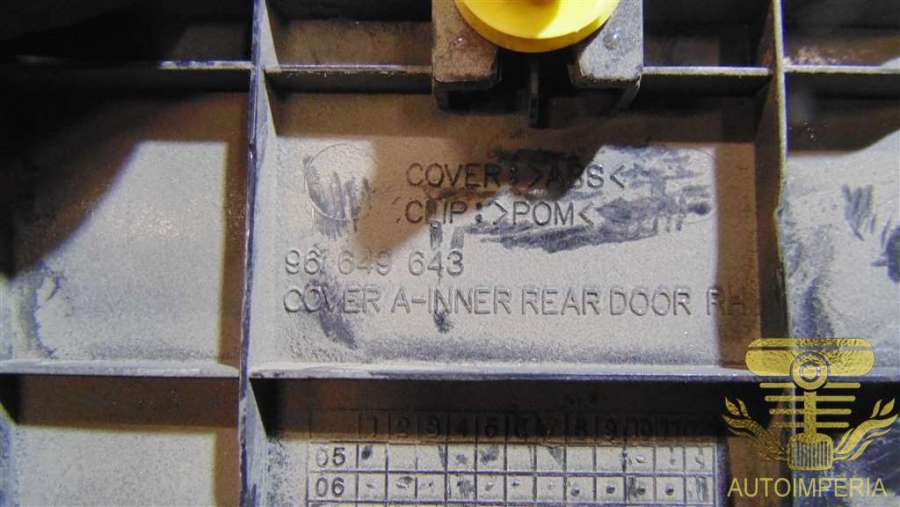 COVER:>ABS<
CLIP:>POM<
96 649 643
COVER A-INNER REAR DOOR RH
1 2 3 4 5 6 7 8 9 10 11
05
06
AUTOIMPERIA